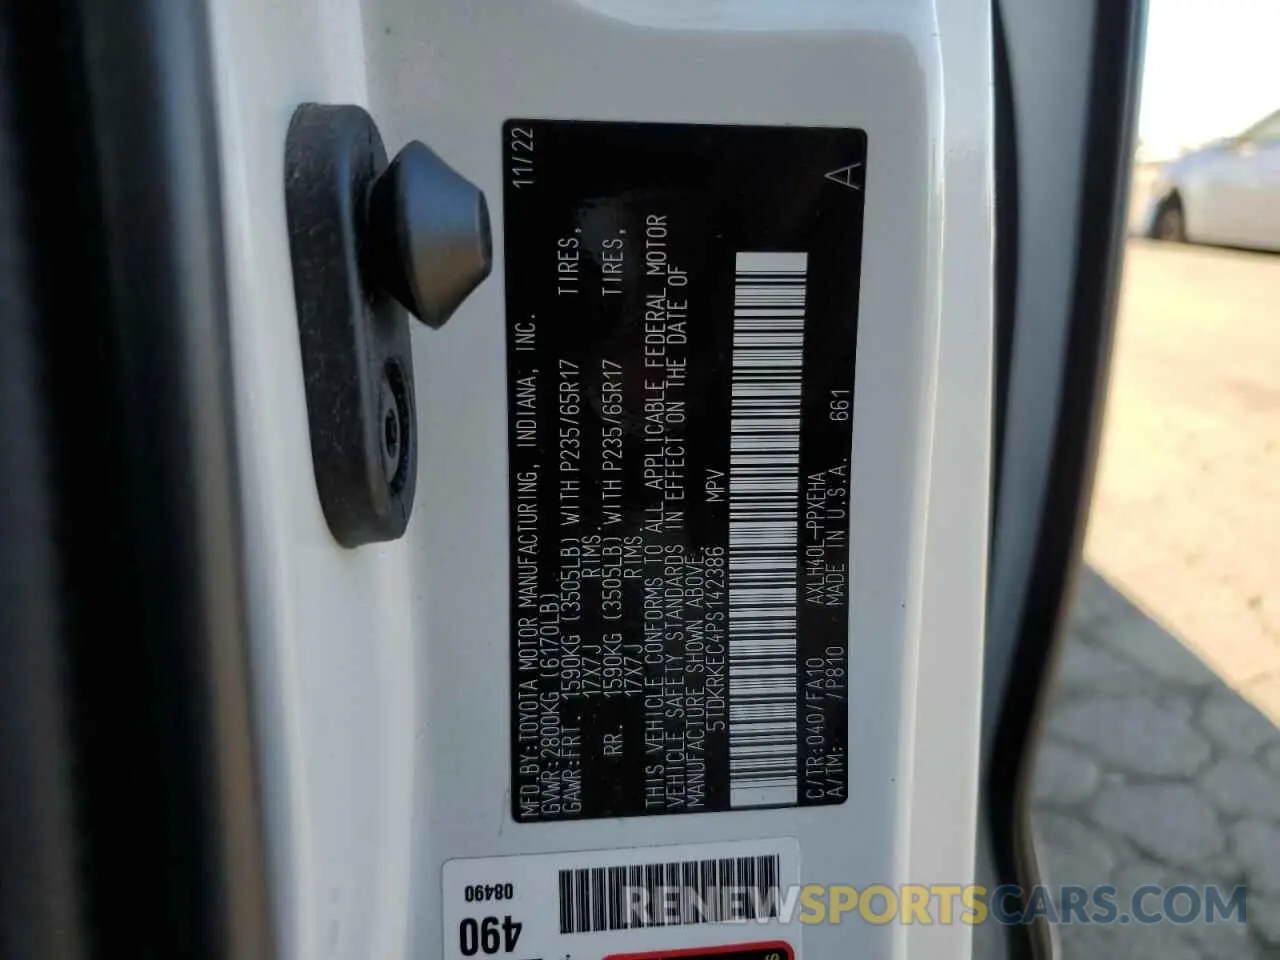 MFD BY:TOYOTA MOTOR MANUFACTURING, INDIANA, INC. 11/22
GVWR:2800KG (6170LB)
GAWR:FRT. 1590KG (3505LB) WITH P235/65R17 TIRES,
17X7J RIMS.
RR. 1590KG (3505LB) WITH P235/65R17 TIRES,
17X7J RIMS.
THIS VEHICLE CONFORMS TO ALL APPLICABLE FEDERAL MOTOR
VEHICLE SAFETY STANDARDS IN EFFECT ON THE DATE OF
MANUFACTURE SHOWN ABOVE.
5TDKRKEC4PS142386 MPV
C/TR:040/FA10 AXLH40L-PPXEHA
A/TM: /P810 MADE IN U.S.A. 661
A
08490
490
RENEWSPORTSCARS.COM